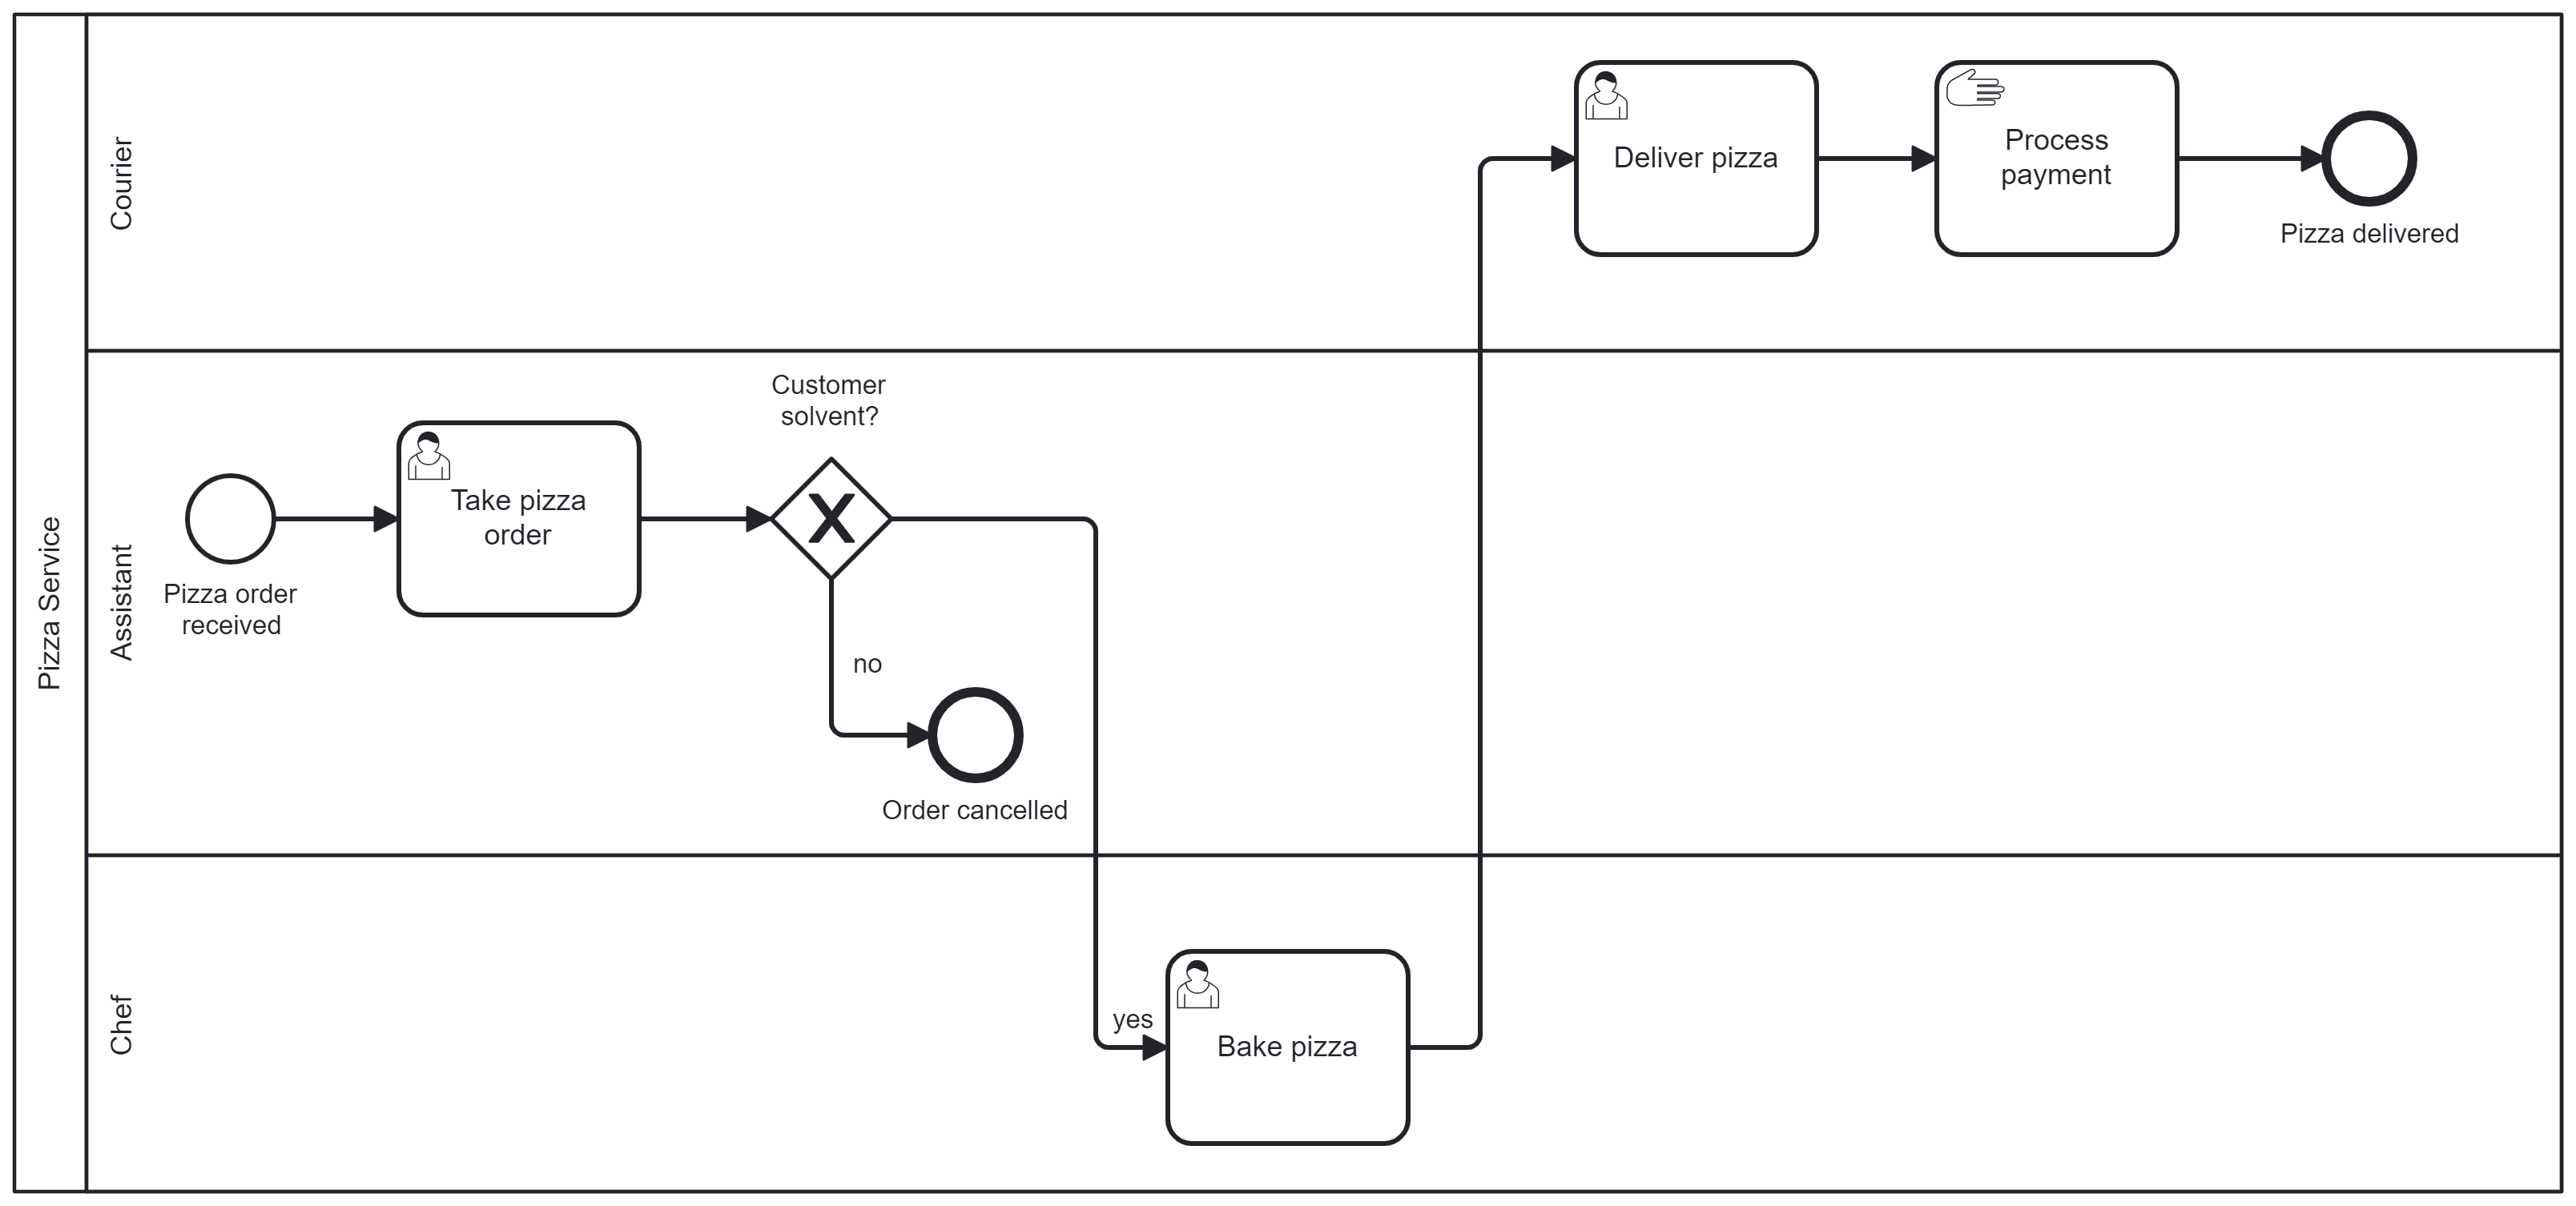 Pizza Service
Courier
Deliver pizza
Process
payment
Pizza delivered
Assistant
Pizza order
received
Take pizza
order
Customer
solvent?
no
Order cancelled
Chef
yes
Bake pizza